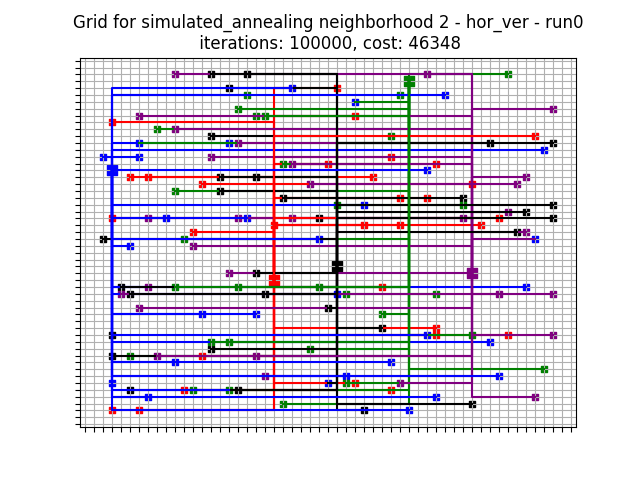 Grid for simulated_annealing neighborhood 2 - hor_ver - run0
iterations: 100000, cost: 46348